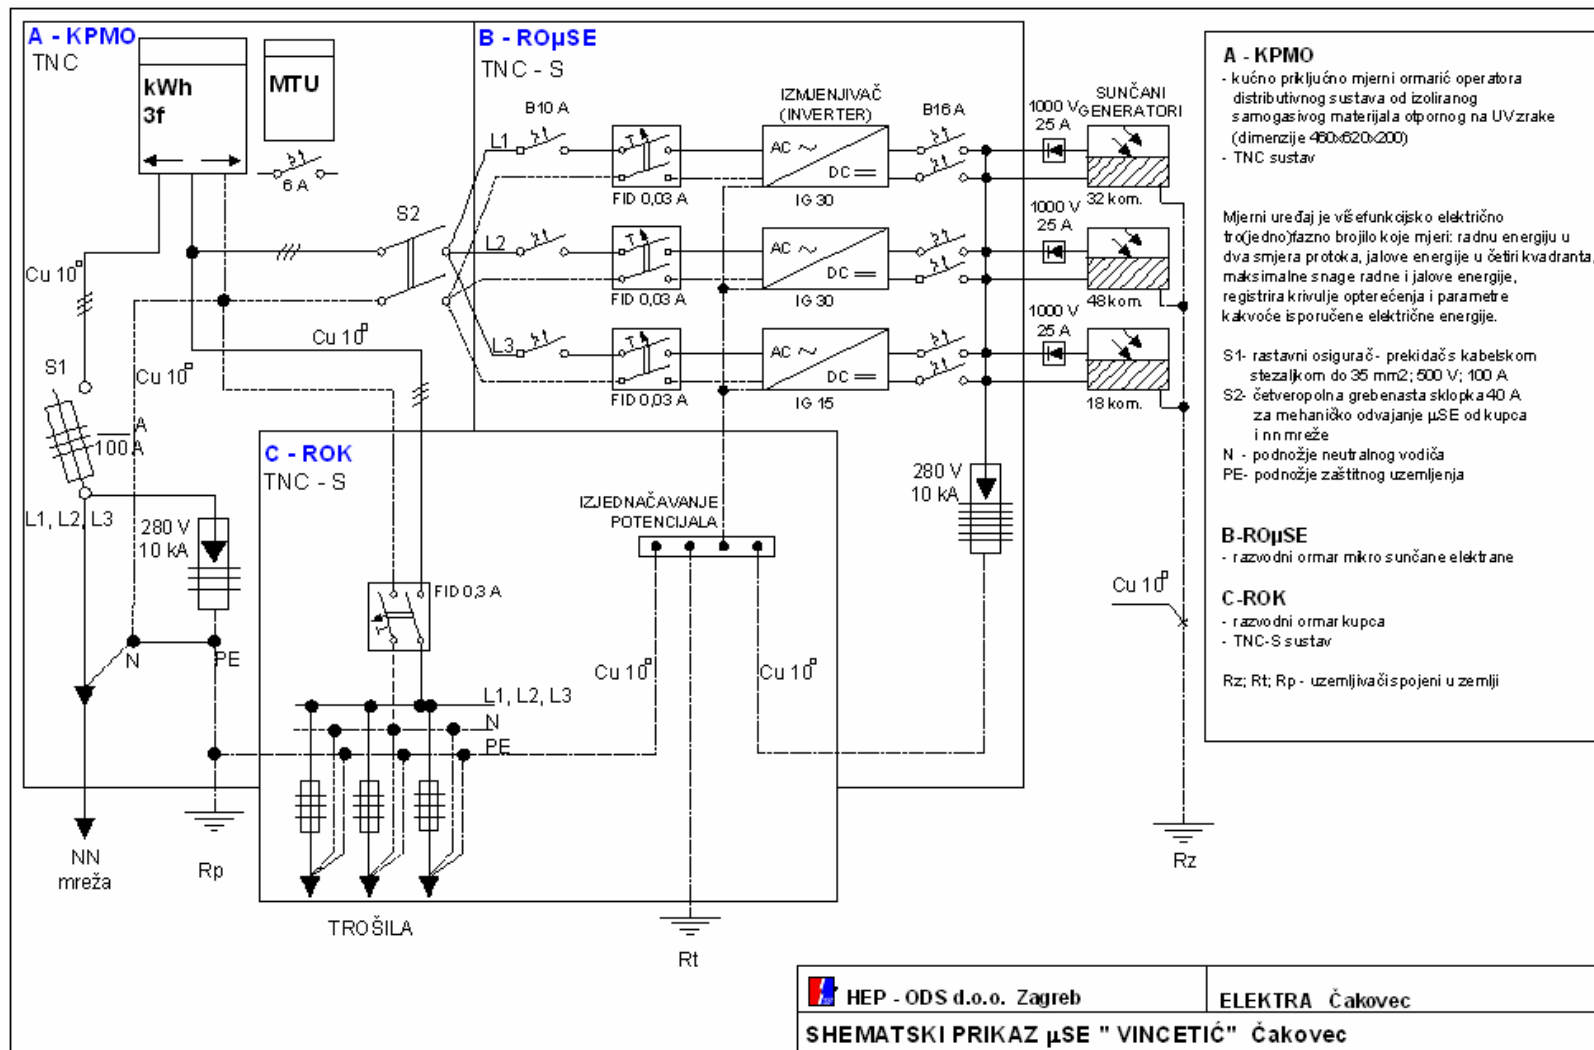 A - KPMO
TNC
kWh
3f
MTU
6 A
S2
Cu 10
Cu 10
Cu 10
S1
A
100 A
L1, L2, L3
280 V
10 kA
N
PE
NN
mreža
Rp
B - ROµSE
TNC - S
B10 A
IZMJENJIVAČ
(INVERTER)
B16 A
1000 V
25 A
SUNČANI
GENERATORI
L1
AC
DC
FID 0,03 A
IG 30
32 kom.
1000 V
25 A
L2
AC
DC
FID 0,03 A
IG 30
48 kom.
1000 V
25 A
L3
AC
DC
FID 0,03 A
IG 15
18 kom.
280 V
10 kA
C - ROK
TNC - S
IZJEDNAČAVANJE
POTENCIJALA
FID 0,3 A
Cu 10
Cu 10
L1, L2, L3
N
PE
TROŠILA
Rt
Cu 10
Rz
A - KPMO
- kućno priključno mjerni ormarić operatora
distributivnog sustava od izoliranog
samogasivog materijala otpornog na UV zrake
(dimenzije 460x620x200)
- TNC sustav
Mjerni uređaj je višefunkcijsko električno
tro(jedno)fazno brojilo koje mjeri: radnu energiju u
dva smjera protoka, jalove energije u četiri kvadranta,
maksimalne snage radne i jalove energije,
registrira krivulje opterećenja i parametre
kakvoće isporučene električne energije.
S1- rastavni osigurač - prekidač s kabelskom
stezaljkom do 35 mm2; 500 V; 100 A
S2- četveropolna grebenasta sklopka 40 A
za mehaničko odvajanje µSE od kupca
i nn mreže
N - podnožje neutralnog vodiča
PE- podnožje zaštitnog uzemljenja
B-ROµSE
- razvodni ormar mikro sunčane elektrane
C-ROK
- razvodni ormar kupca
- TNC-S sustav
Rz; Rt; Rp - uzemljivači spojeni u zemlji
HEP - ODS d.o.o. Zagreb
ELEKTRA Čakovec
SHEMATSKI PRIKAZ µSE " VINCETIĆ" Čakovec